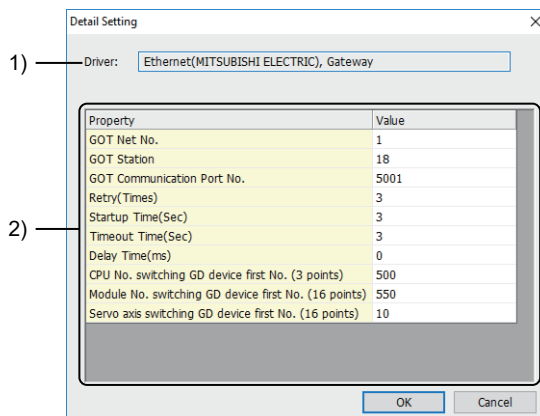 Detail Setting
1)
Driver: Ethernet(MITSUBISHI ELECTRIC), Gateway
2)
Property Value
GOT Net No. 1
GOT Station 18
GOT Communication Port No. 5001
Retry(Times) 3
Startup Time(Sec) 3
Timeout Time(Sec) 3
Delay Time(ms) 0
CPU No. switching GD device first No. (3 points) 500
Module No. switching GD device first No. (16 points) 550
Servo axis switching GD device first No. (16 points) 10
OK Cancel